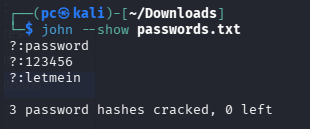 ┌──(pc㉿kali)-[~/Downloads]
└─$ john --show passwords.txt
?:password
?:123456
?:letmein
3 password hashes cracked, 0 left